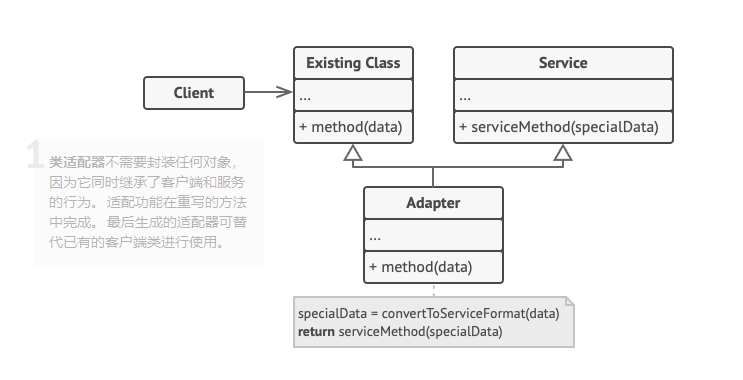 Client
Existing Class
...
+ method(data)
Service
...
+ serviceMethod(specialData)
1
类适配器不需要封装任何对象，
因为它同时继承了客户端和服务
的行为。适配功能在重写的方法
中完成。最后生成的适配器可替
代已有的客户端类进行使用。
Adapter
...
+ method(data)
specialData = convertToServiceFormat(data)
return serviceMethod(specialData)